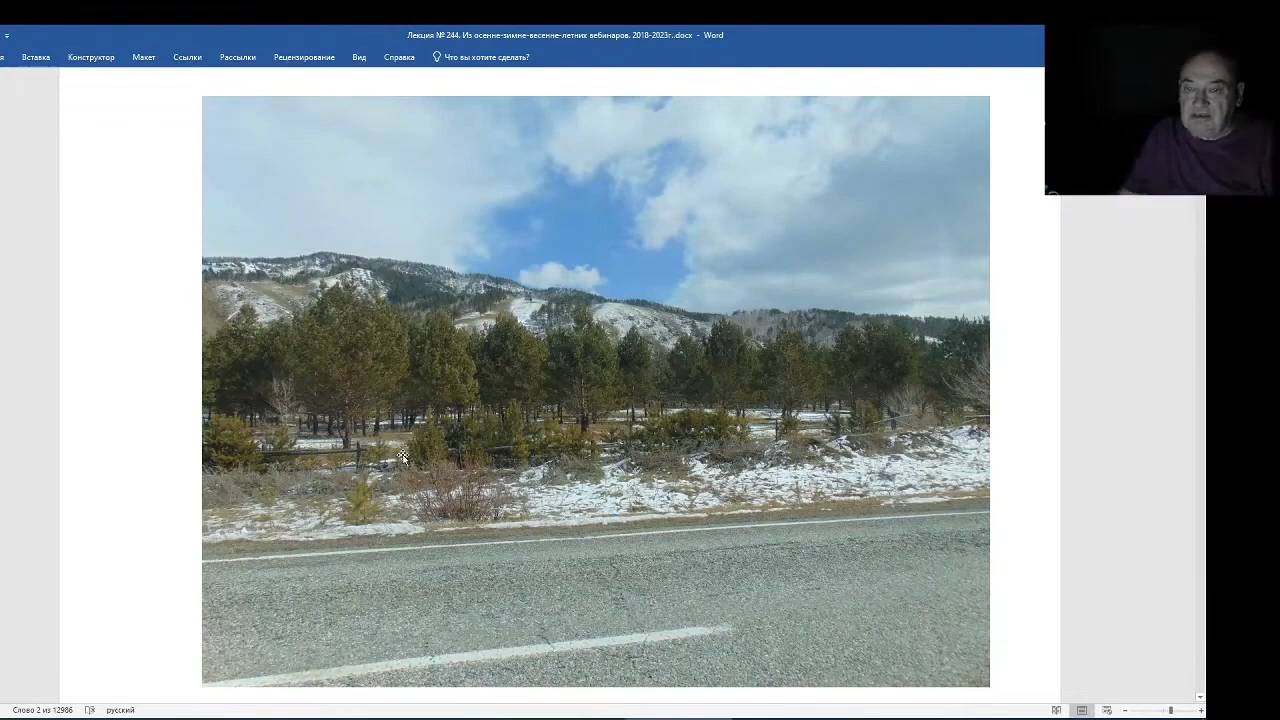 Лекция № 244. Из осенне-зимне-весенне-летних вебинаров. 2018-2023г..docx - Word
я Вставка Конструктор Макет Ссылки Рассылки Рецензирование Вид Справка Что вы хотите сделать?
Слово 2 из 12986 русский